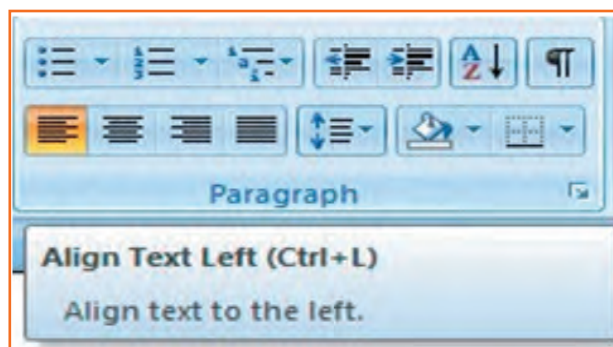 Paragraph
Align Text Left (Ctrl+L)
Align text to the left.